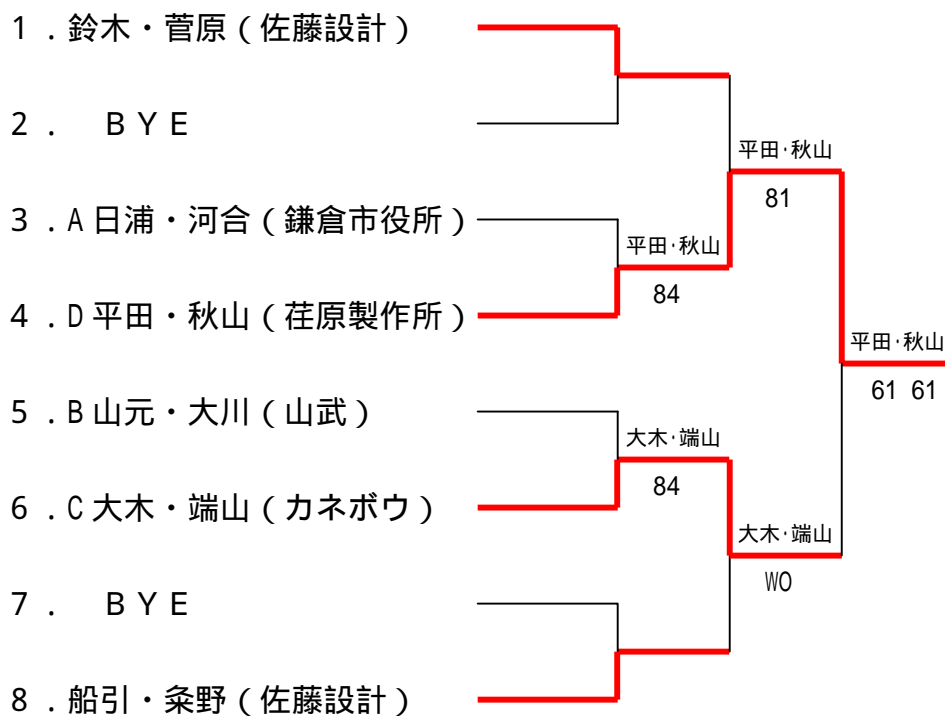 1 . 鈴木・菅原 ( 佐藤設計 )
2 . BYE
平田·秋山
81
3 . A 日浦・河合 ( 鎌倉市役所 )
平田·秋山
84
4 . D 平田・秋山 ( 荏原製作所 )
平田·秋山
61 61
5 . B 山元・大川 ( 山武 )
大木·端山
84
6 . C 大木・端山 ( カネボウ )
大木·端山
WO
7 . BYE
8 . 船引・粂野 ( 佐藤設計 )